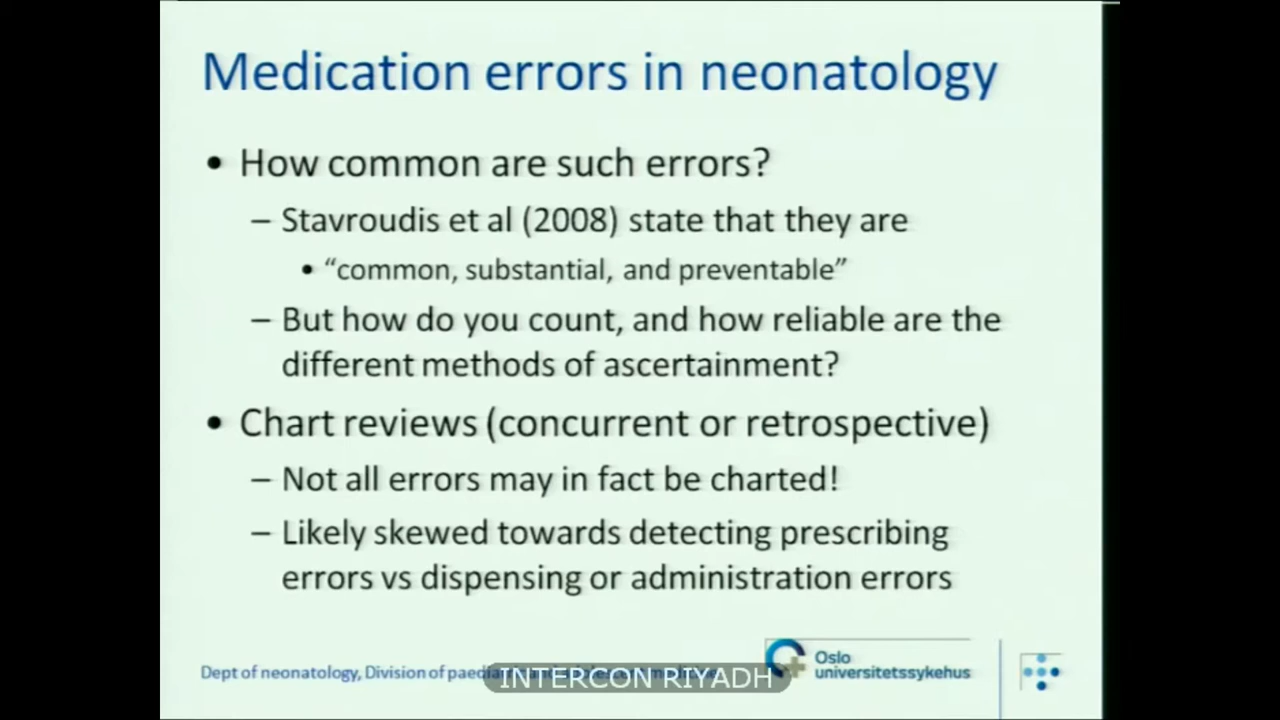 Medication errors in neonatology
• How common are such errors?
– Stavroudis et al (2008) state that they are
• “common, substantial, and preventable”
– But how do you count, and how reliable are the
different methods of ascertainment?
• Chart reviews (concurrent or retrospective)
– Not all errors may in fact be charted!
– Likely skewed towards detecting prescribing
errors vs dispensing or administration errors
Dept of neonatology, Division of
INTERCON RIYADH
Oslo
universitetssykehus